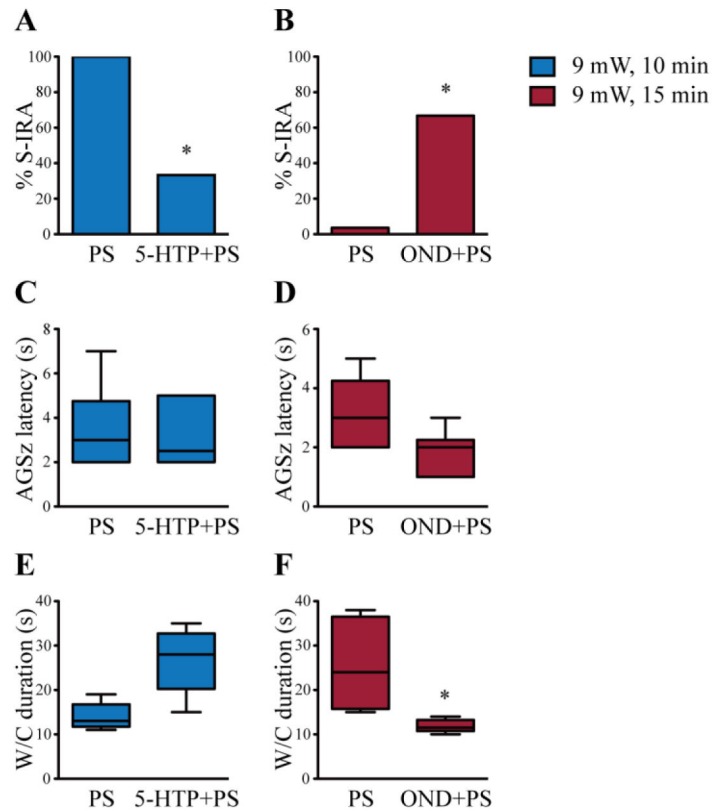 A
B
% S-IRA
100
80
60
40
20
0
*
PS 5-HTP+PS
% S-IRA
100
80
60
40
20
0
*
PS OND+PS
9 mW, 10 min
9 mW, 15 min
C
D
AGSz latency (s)
8
6
4
2
0
PS 5-HTP+PS
AGSz latency (s)
6
4
2
0
PS OND+PS
E
F
W/C duration (s)
40
30
20
10
0
PS 5-HTP+PS
W/C duration (s)
40
30
20
10
0
*
PS OND+PS